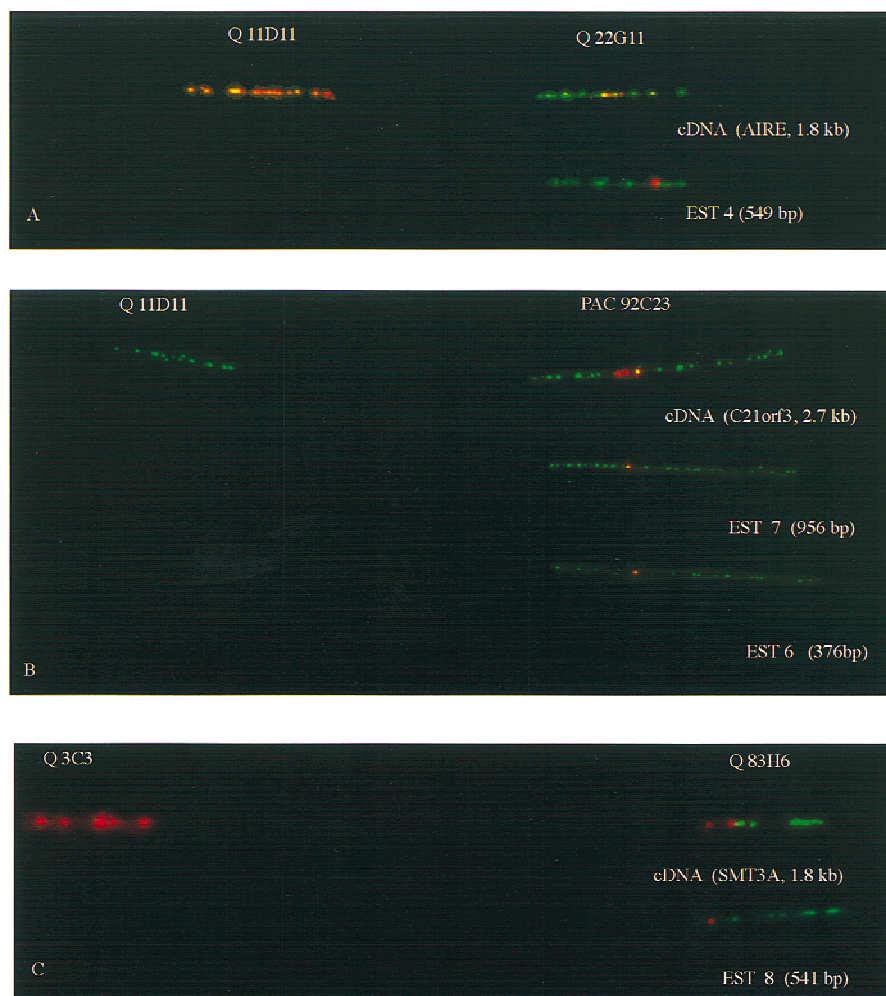 Q 11D11
Q 22G11
cDNA (AIRE, 1.8 kb)
EST 4 (549 bp)
A
Q 11D11
PAC 92C23
cDNA (C21orf3, 2.7 kb)
EST 7 (956 bp)
EST 6 (376bp)
B
Q 3C3
Q 83H6
cDNA (SMT3A, 1.8 kb)
EST 8 (541 bp)
C